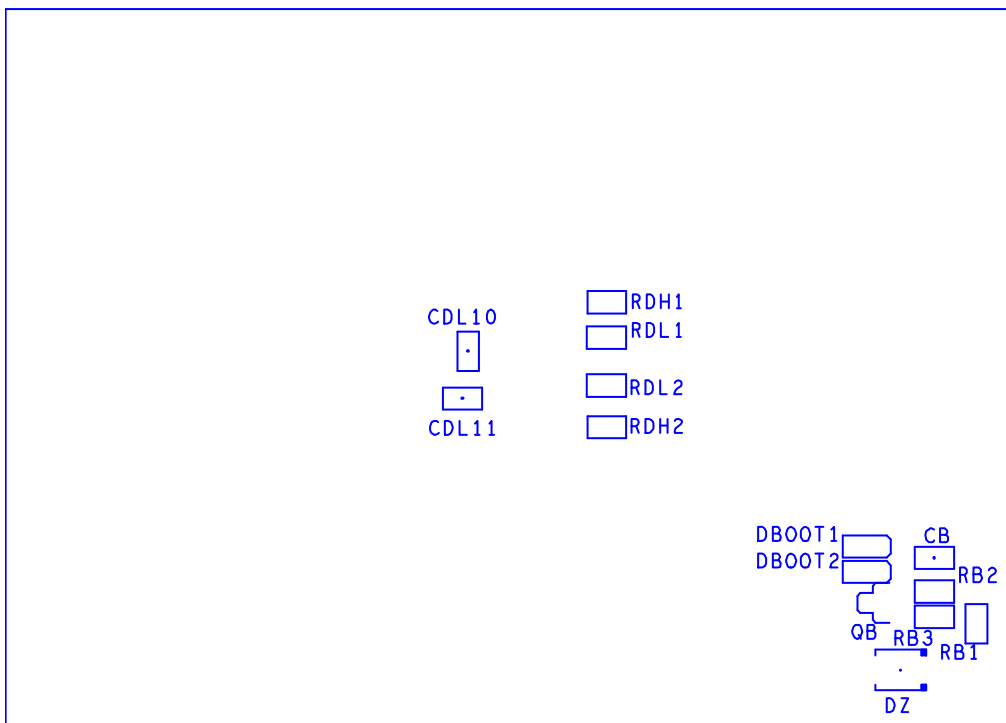 RDH1
CDL10
RDL1
RDL2
CDL11
RDH2
DBOOT1
CB
DBOOT2
RB2
QB
RB3
RB1
DZ